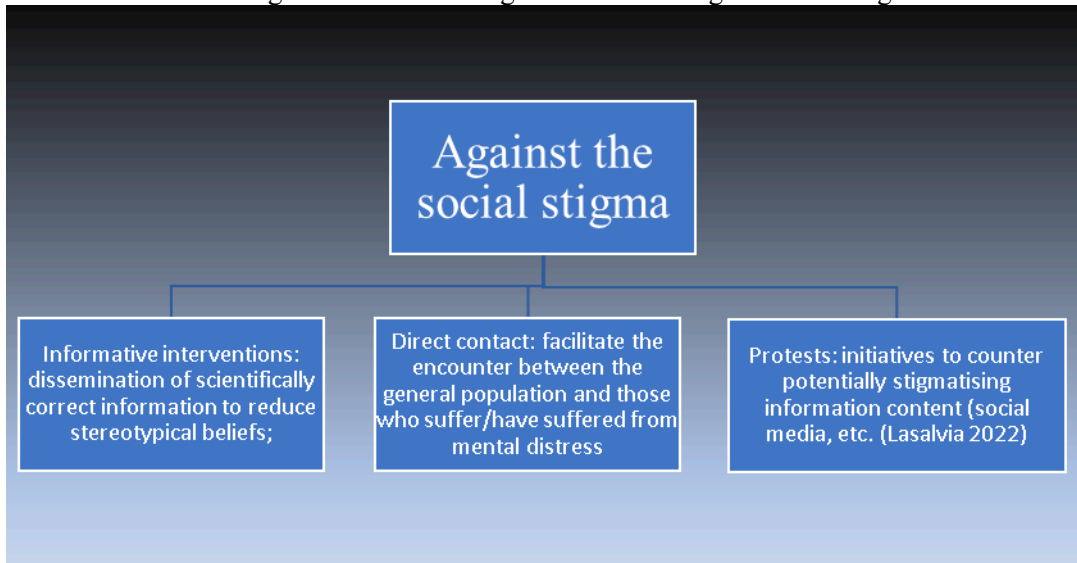 Against the
social stigma
Informative interventions:
dissemination of scientifically
correct information to reduce
stereotypical beliefs;
Direct contact: facilitate the
encounter between the
general population and those
who suffer/have suffered from
mental distress
Protests: initiatives to counter
potentially stigmatising
information content (social
media, etc. (Lasalvia 2022)